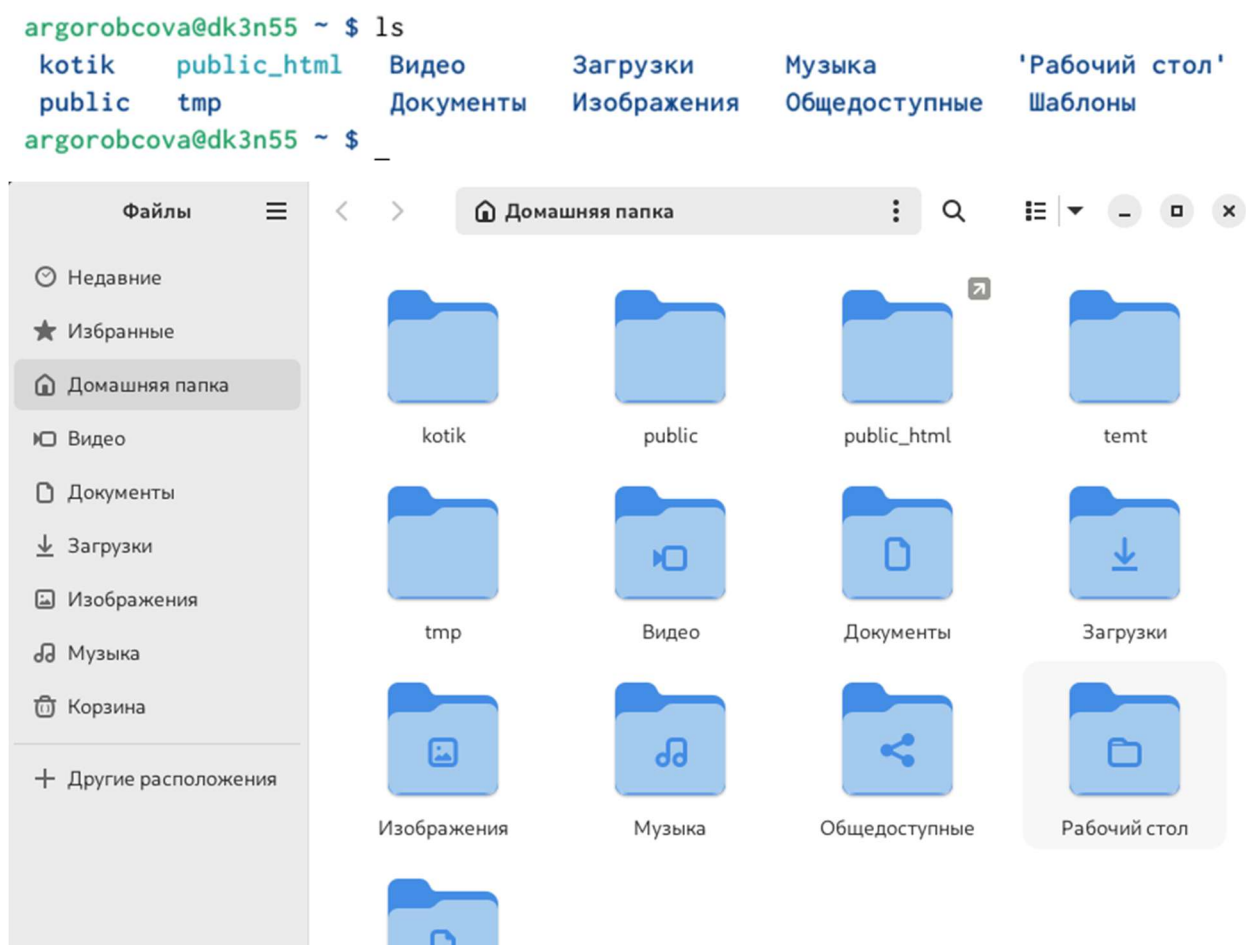 argorobcova@dk3n55 ~ $ ls
kotik public_html Видео Загрузки Музыка 'Рабочий стол'
public tmp Документы Изображения Общедоступные Шаблоны
argorobcova@dk3n55 ~ $ _
Файлы
Домашняя папка
Недавние
Избранные
Домашняя папка
Видео
Документы
Загрузки
Изображения
Музыка
Корзина
Другие расположения
kotik public public_html temt
tmp Видео Документы Загрузки
Изображения Музыка Общедоступные Рабочий стол